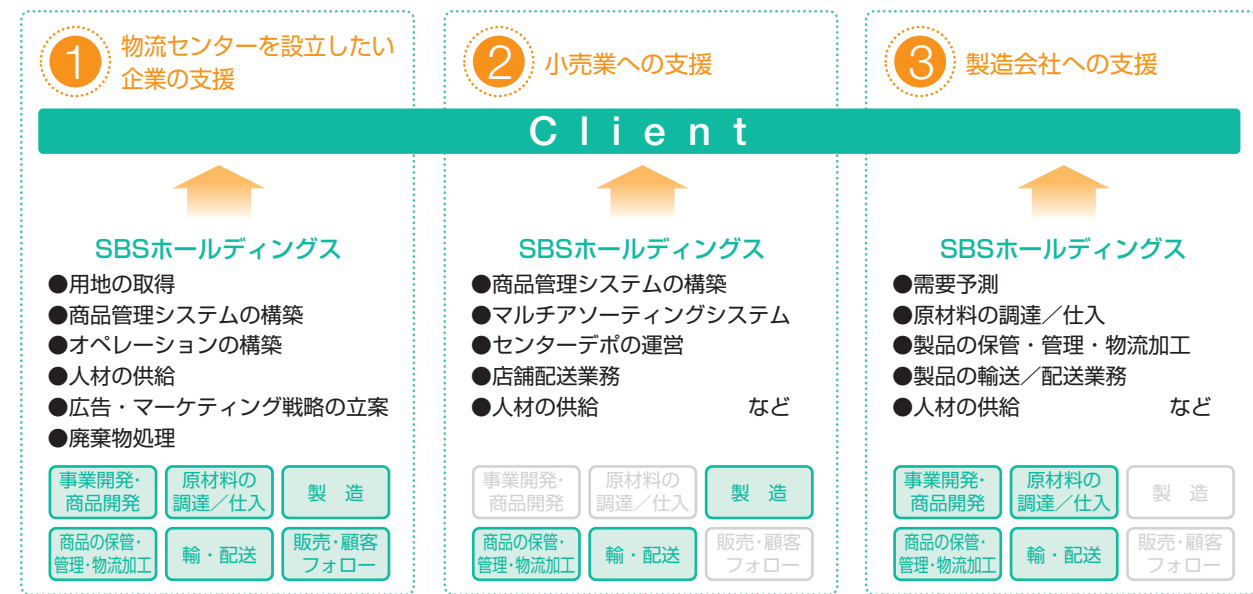 1
物流センターを設立したい
企業の支援
2
小売業への支援
3
製造会社への支援
Client
SBSホールディングス
●用地の取得
●商品管理システムの構築
●オペレーションの構築
●人材の供給
●広告・マーケティング戦略の立案
●廃棄物処理
事業開発・
商品開発
原材料の
調達／仕入
製 造
商品の保管・
管理・物流加工
輸・配送
販売・顧客
フォロー
SBSホールディングス
●商品管理システムの構築
●マルチアソーティングシステム
●センターデポの運営
●店舗配送業務
●人材の供給 など
事業開発・
商品開発
原材料の
調達／仕入
製 造
商品の保管・
管理・物流加工
輸・配送
販売・顧客
フォロー
SBSホールディングス
●需要予測
●原材料の調達／仕入
●製品の保管・管理・物流加工
●製品の輸送／配送業務
●人材の供給 など
事業開発・
商品開発
原材料の
調達／仕入
製 造
商品の保管・
管理・物流加工
輸・配送
販売・顧客
フォロー